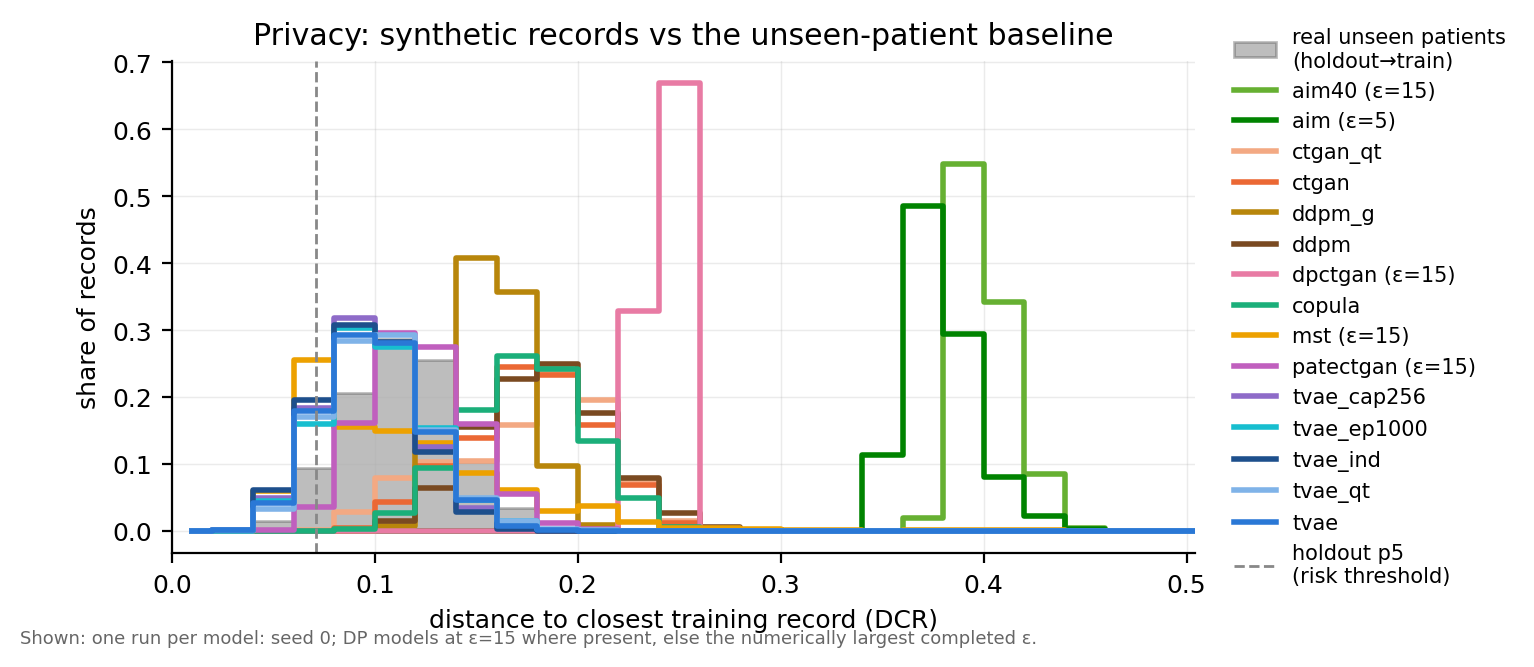 Privacy: synthetic records vs the unseen-patient baseline
share of records
0.7
0.6
0.5
0.4
0.3
0.2
0.1
0.0
0.0
0.1
0.2
0.3
0.4
0.5
distance to closest training record (DCR)
real unseen patients
(holdout→train)
aim40 (ε=15)
aim (ε=5)
ctgan_qt
ctgan
ddpm_g
ddpm
dpctgan (ε=15)
copula
mst (ε=15)
patectgan (ε=15)
tvae_cap256
tvae_ep1000
tvae_ind
tvae_qt
tvae
holdout p5
(risk threshold)
Shown: one run per model: seed 0; DP models at ε=15 where present, else the numerically largest completed ε.